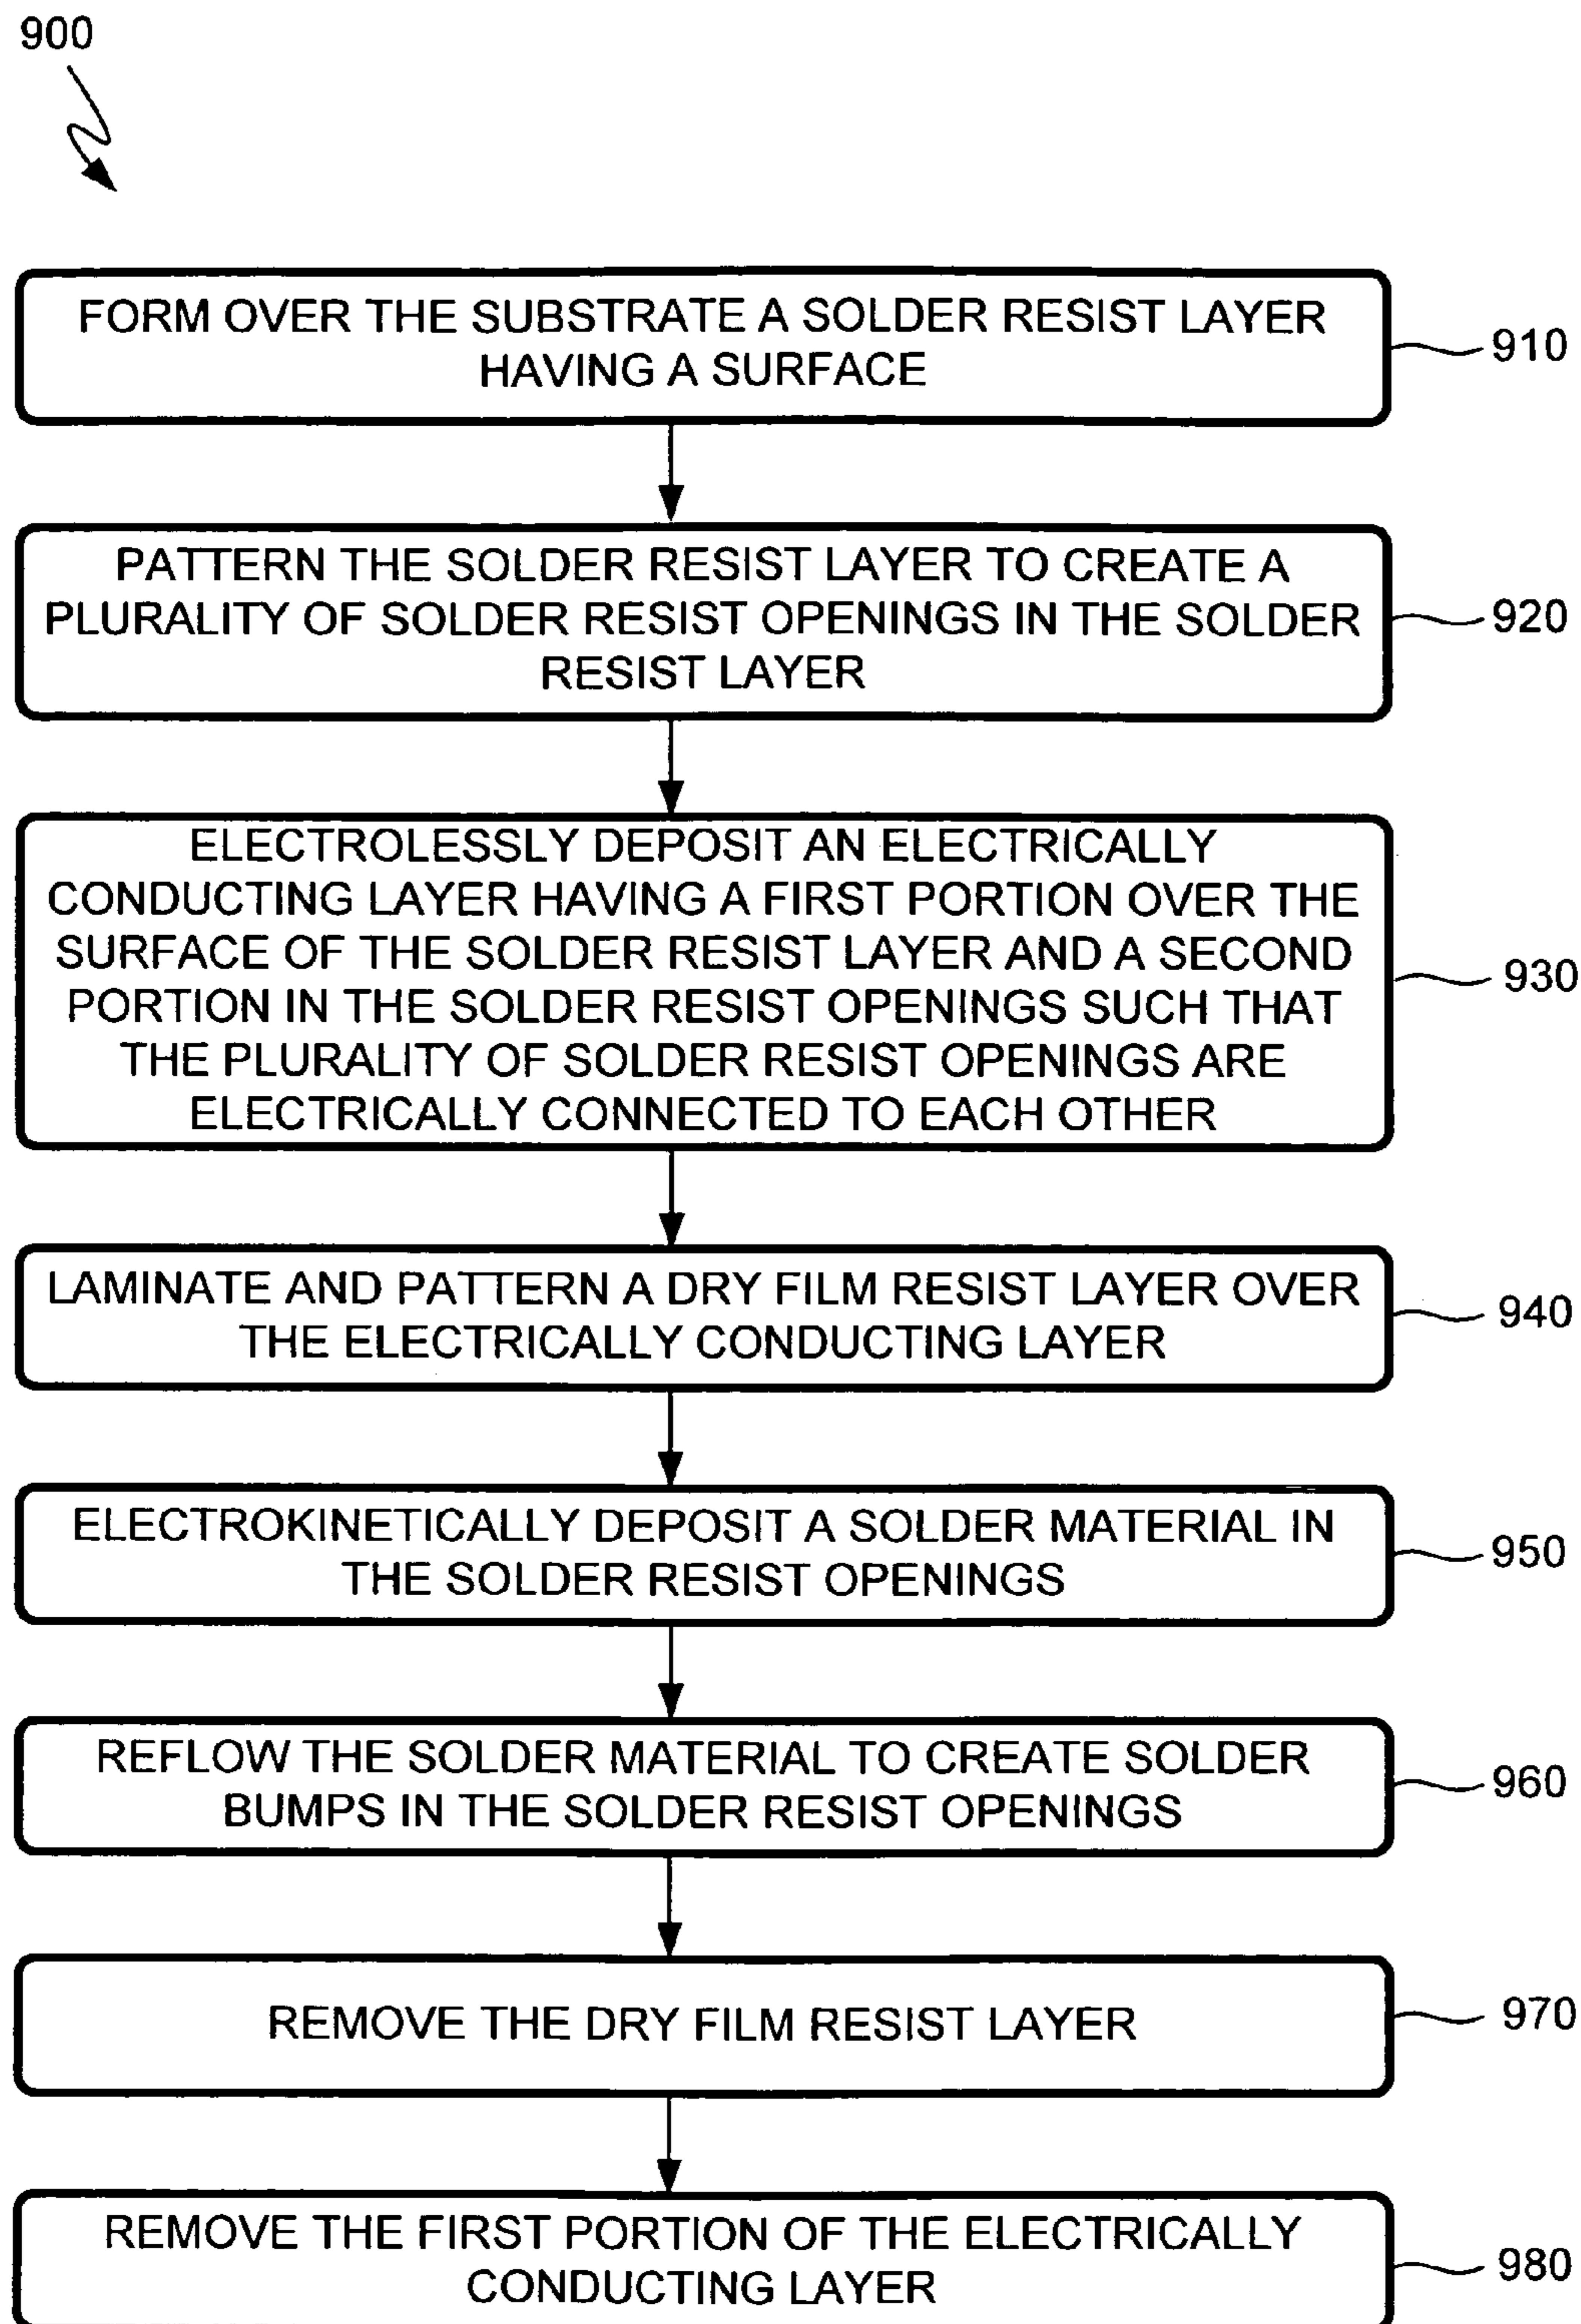 900
FORM OVER THE SUBSTRATE A SOLDER RESIST LAYER
HAVING A SURFACE
910
PATTERN THE SOLDER RESIST LAYER TO CREATE A
PLURALITY OF SOLDER RESIST OPENINGS IN THE SOLDER
RESIST LAYER
920
ELECTROLESSLY DEPOSIT AN ELECTRICALLY
CONDUCTING LAYER HAVING A FIRST PORTION OVER THE
SURFACE OF THE SOLDER RESIST LAYER AND A SECOND
PORTION IN THE SOLDER RESIST OPENINGS SUCH THAT
THE PLURALITY OF SOLDER RESIST OPENINGS ARE
ELECTRICALLY CONNECTED TO EACH OTHER
930
LAMINATE AND PATTERN A DRY FILM RESIST LAYER OVER
THE ELECTRICALLY CONDUCTING LAYER
940
ELECTROKINETICALLY DEPOSIT A SOLDER MATERIAL IN
THE SOLDER RESIST OPENINGS
950
REFLOW THE SOLDER MATERIAL TO CREATE SOLDER
BUMPS IN THE SOLDER RESIST OPENINGS
960
REMOVE THE DRY FILM RESIST LAYER
970
REMOVE THE FIRST PORTION OF THE ELECTRICALLY
CONDUCTING LAYER
980